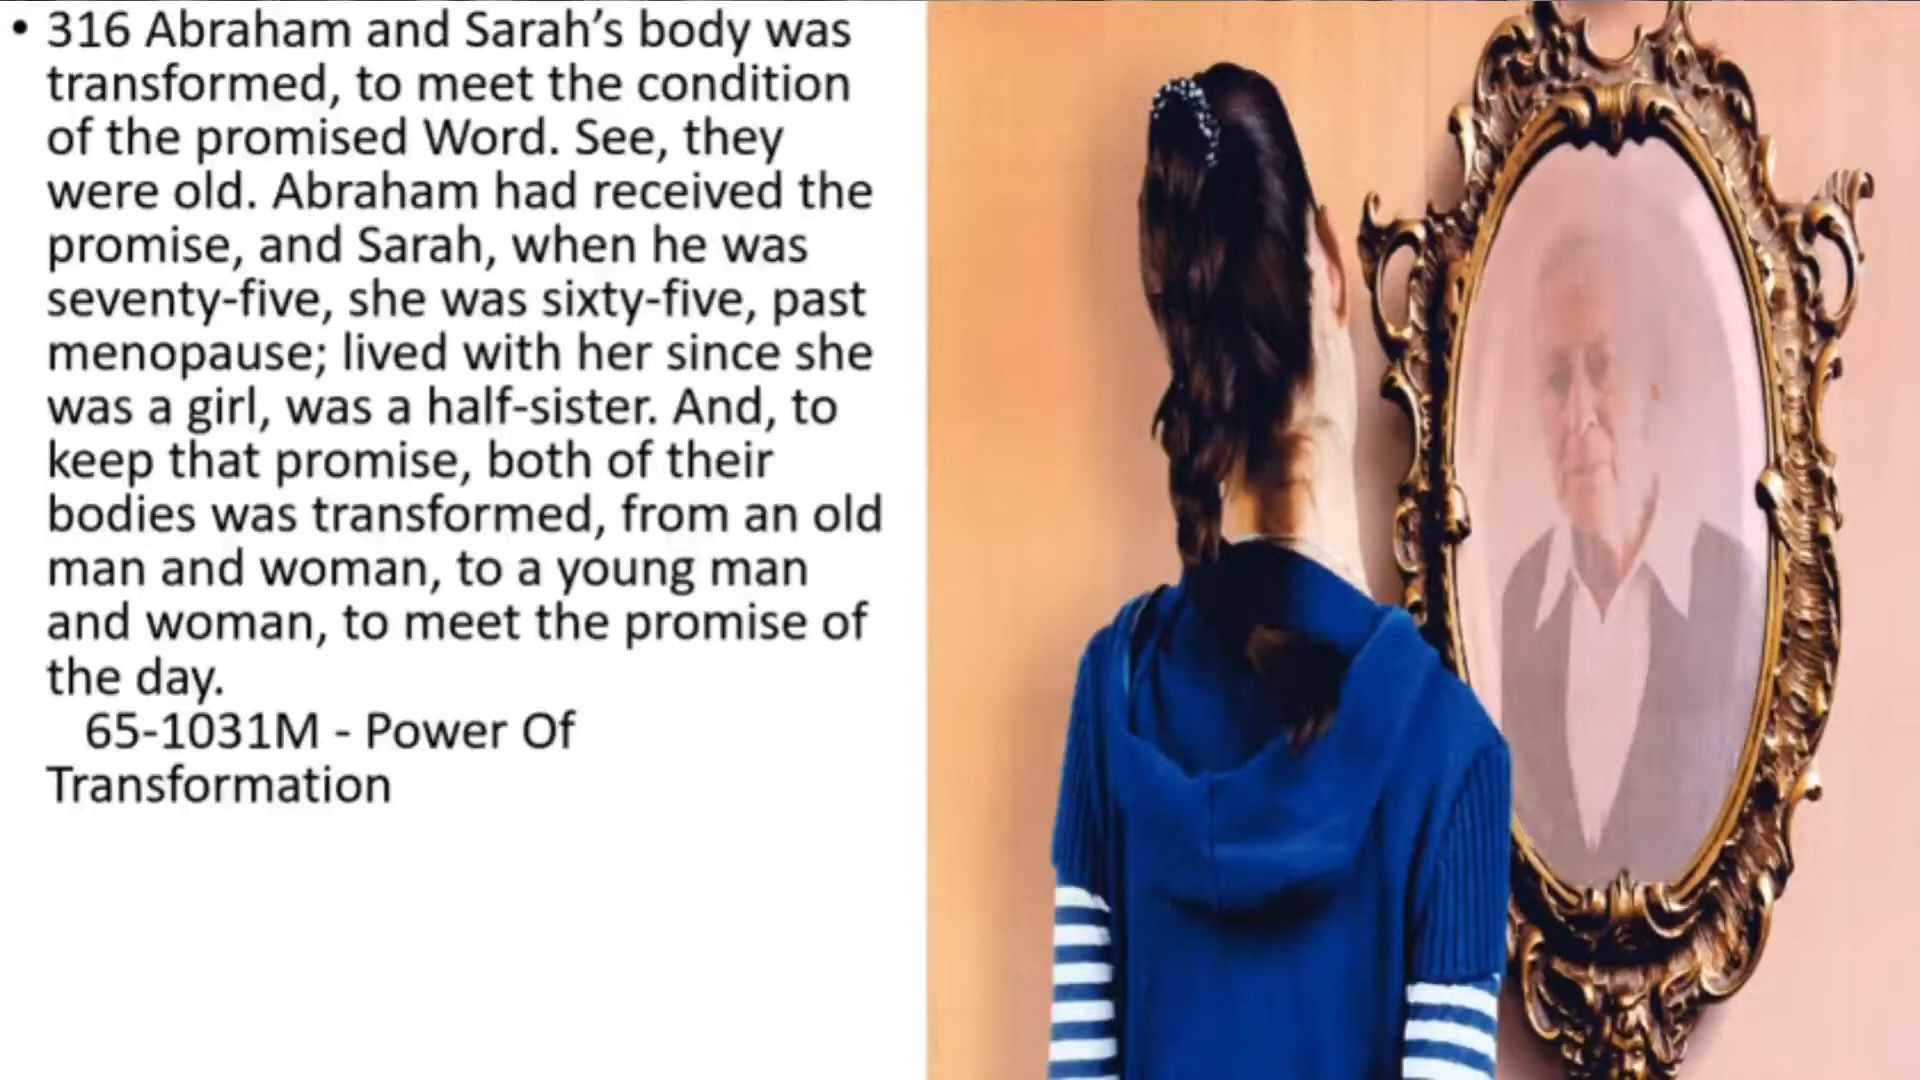 • 316 Abraham and Sarah’s body was
transformed, to meet the condition
of the promised Word. See, they
were old. Abraham had received the
promise, and Sarah, when he was
seventy-five, she was sixty-five, past
menopause; lived with her since she
was a girl, was a half-sister. And, to
keep that promise, both of their
bodies was transformed, from an old
man and woman, to a young man
and woman, to meet the promise of
the day.
65-1031M - Power Of
Transformation